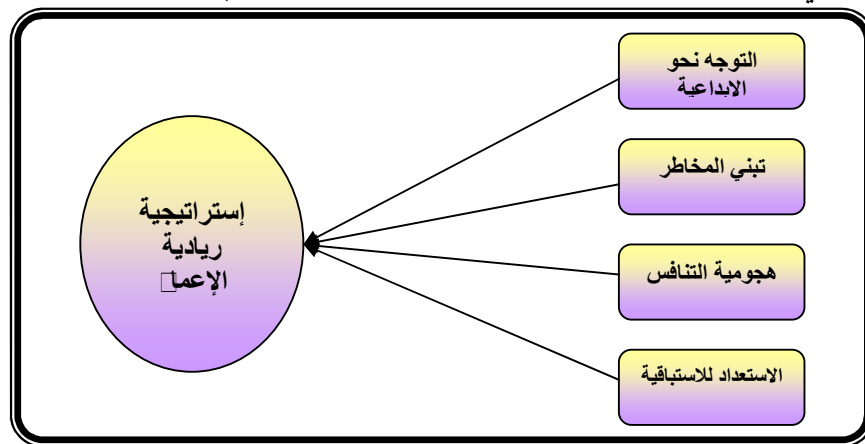 التوجه نحو
الابداعية
تبني المخاطر
إستراتيجية
ريادية
هجومية التنافس
الاستعداد للاستباقية